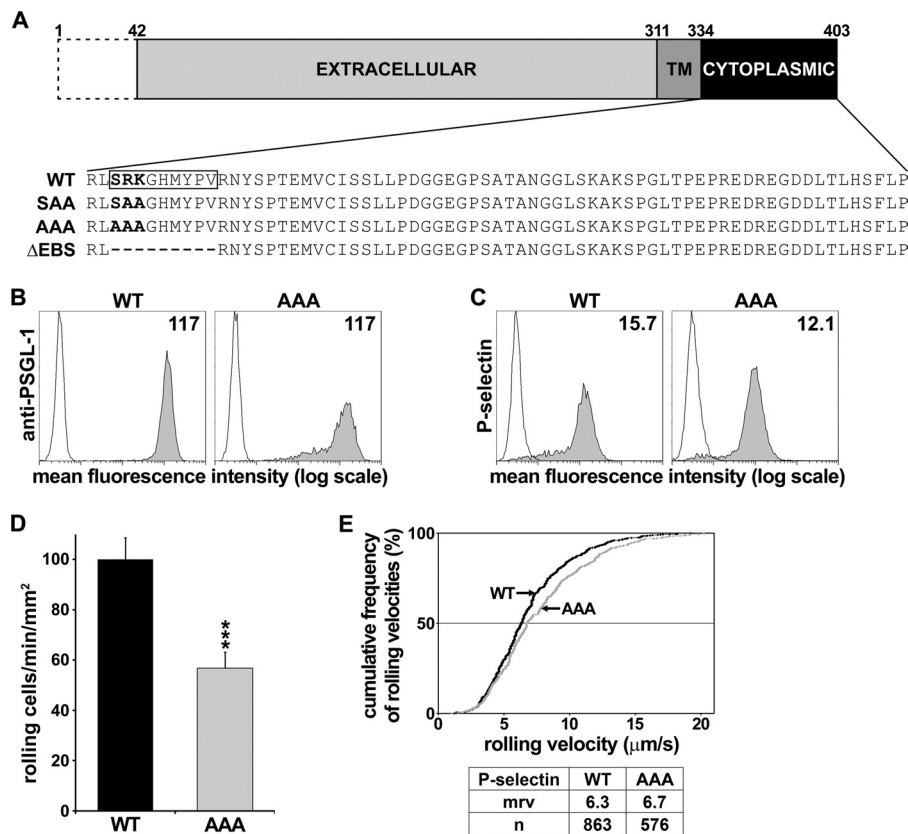 A
1 42 311 334 403
EXTRACELLULAR TM CYTOPLASMIC
WT RLSRKGHMYPVRNYSPTEMVCISSLLPDGGEGPSATANGGLSKAKSPGLTPEPREDREGDDLTLHSFLP
SAA RLSAAGHMYPVRNYSPTEMVCISSLLPDGGEGPSATANGGLSKAKSPGLTPEPREDREGDDLTLHSFLP
AAA RLAAAGHMYPVRNYSPTEMVCISSLLPDGGEGPSATANGGLSKAKSPGLTPEPREDREGDDLTLHSFLP
ΔEBS RL---------RNYSPTEMVCISSLLPDGGEGPSATANGGLSKAKSPGLTPEPREDREGDDLTLHSFLP
B
WT AAA
117 117
anti-PSGL-1
mean fluorescence intensity (log scale)
C
WT AAA
15.7 12.1
P-selectin
mean fluorescence intensity (log scale)
D
rolling cells/min/mm²
100
80
60
40
20
0
***
WT AAA
E
cumulative frequency
of rolling velocities (%)
100
50
0
WT
AAA
0 5 10 15 20
rolling velocity (μm/s)
P-selectin WT AAA
mrv 6.3 6.7
n 863 576